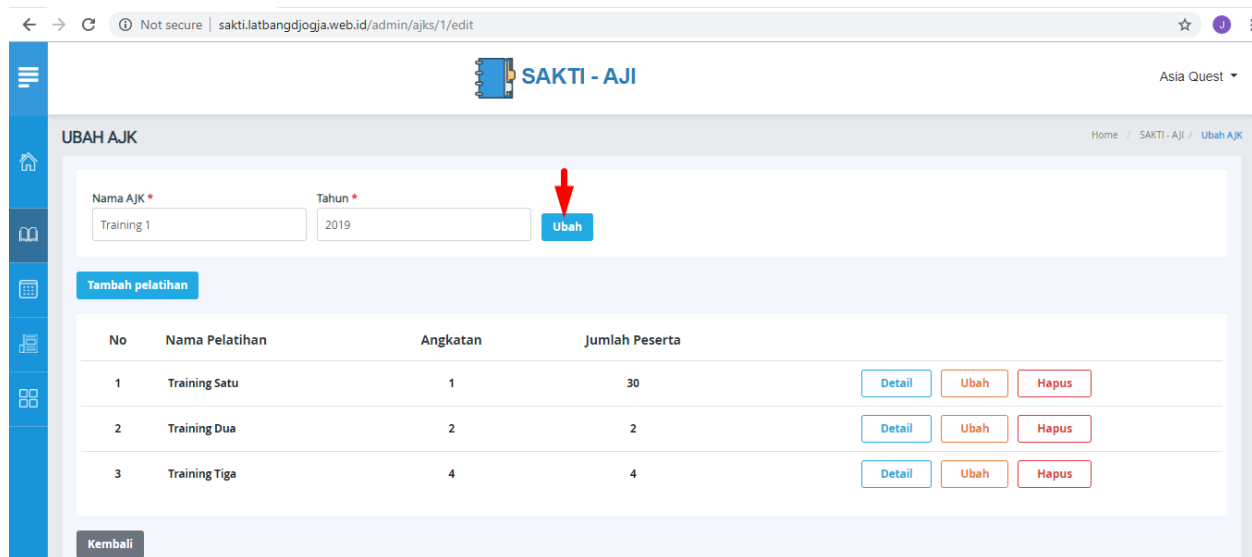 Not secure | sakti.latbangdjogja.web.id/admin/ajks/1/edit
J
SAKTI - AJI
Asia Quest
UBAH AJK
Home / SAKTI - AJI / Ubah AJK
Nama AJK * Tahun *
Training 1 2019 Ubah
Tambah pelatihan
No Nama Pelatihan Angkatan Jumlah Peserta
1 Training Satu 1 30 Detail Ubah Hapus
2 Training Dua 2 2 Detail Ubah Hapus
3 Training Tiga 4 4 Detail Ubah Hapus
Kembali